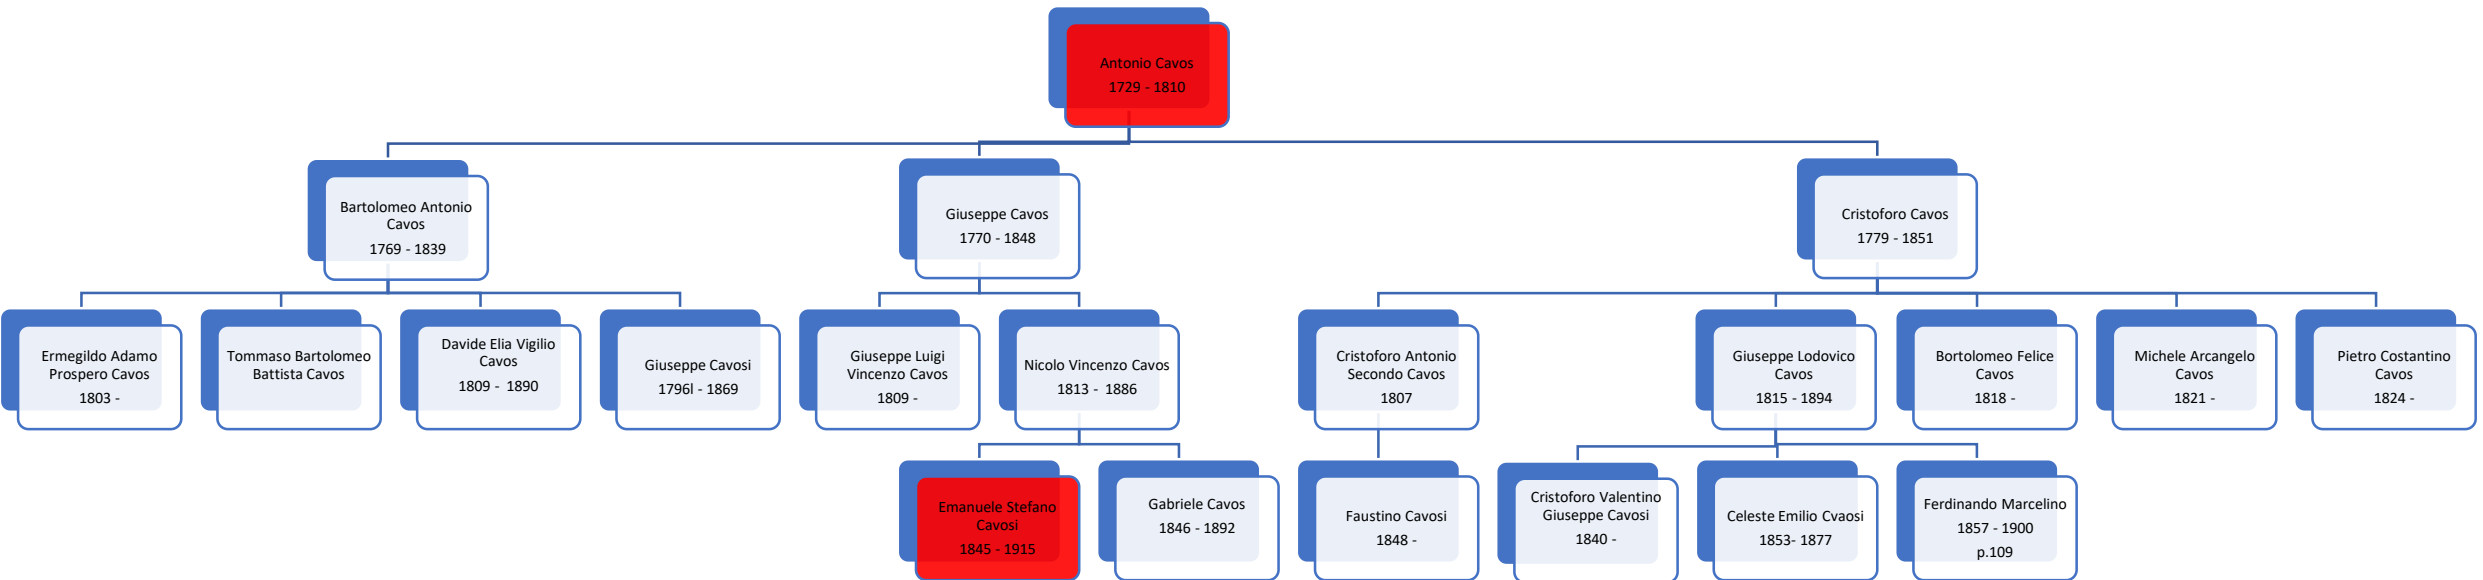 Antonio Cavos
1729 - 1810
Bartolomeo Antonio
Cavos
1769 - 1839
Giuseppe Cavos
1770 - 1848
Cristoforo Cavos
1779 - 1851
Ermegildo Adamo
Prospero Cavos
1803 -
Tommaso Bartolomeo
Battista Cavos
Davide Elia Vigilio
Cavos
1809 - 1890
Giuseppe Cavosi
1796l - 1869
Giuseppe Luigi
Vincenzo Cavos
1809 -
Nicolo Vincenzo Cavos
1813 - 1886
Cristoforo Antonio
Secondo Cavos
1807
Giuseppe Lodovico
Cavos
1815 - 1894
Bortolomeo Felice
Cavos
1818 -
Michele Arcangelo
Cavos
1821 -
Pietro Costantino
Cavos
1824 -
Emanuele Stefano
Cavosi
1845 - 1915
Gabriele Cavos
1846 - 1892
Faustino Cavosi
1848 -
Cristoforo Valentino
Giuseppe Cavosi
1840 -
Celeste Emilio Cvaosi
1853- 1877
Ferdinando Marcelino
1857 - 1900
p.109